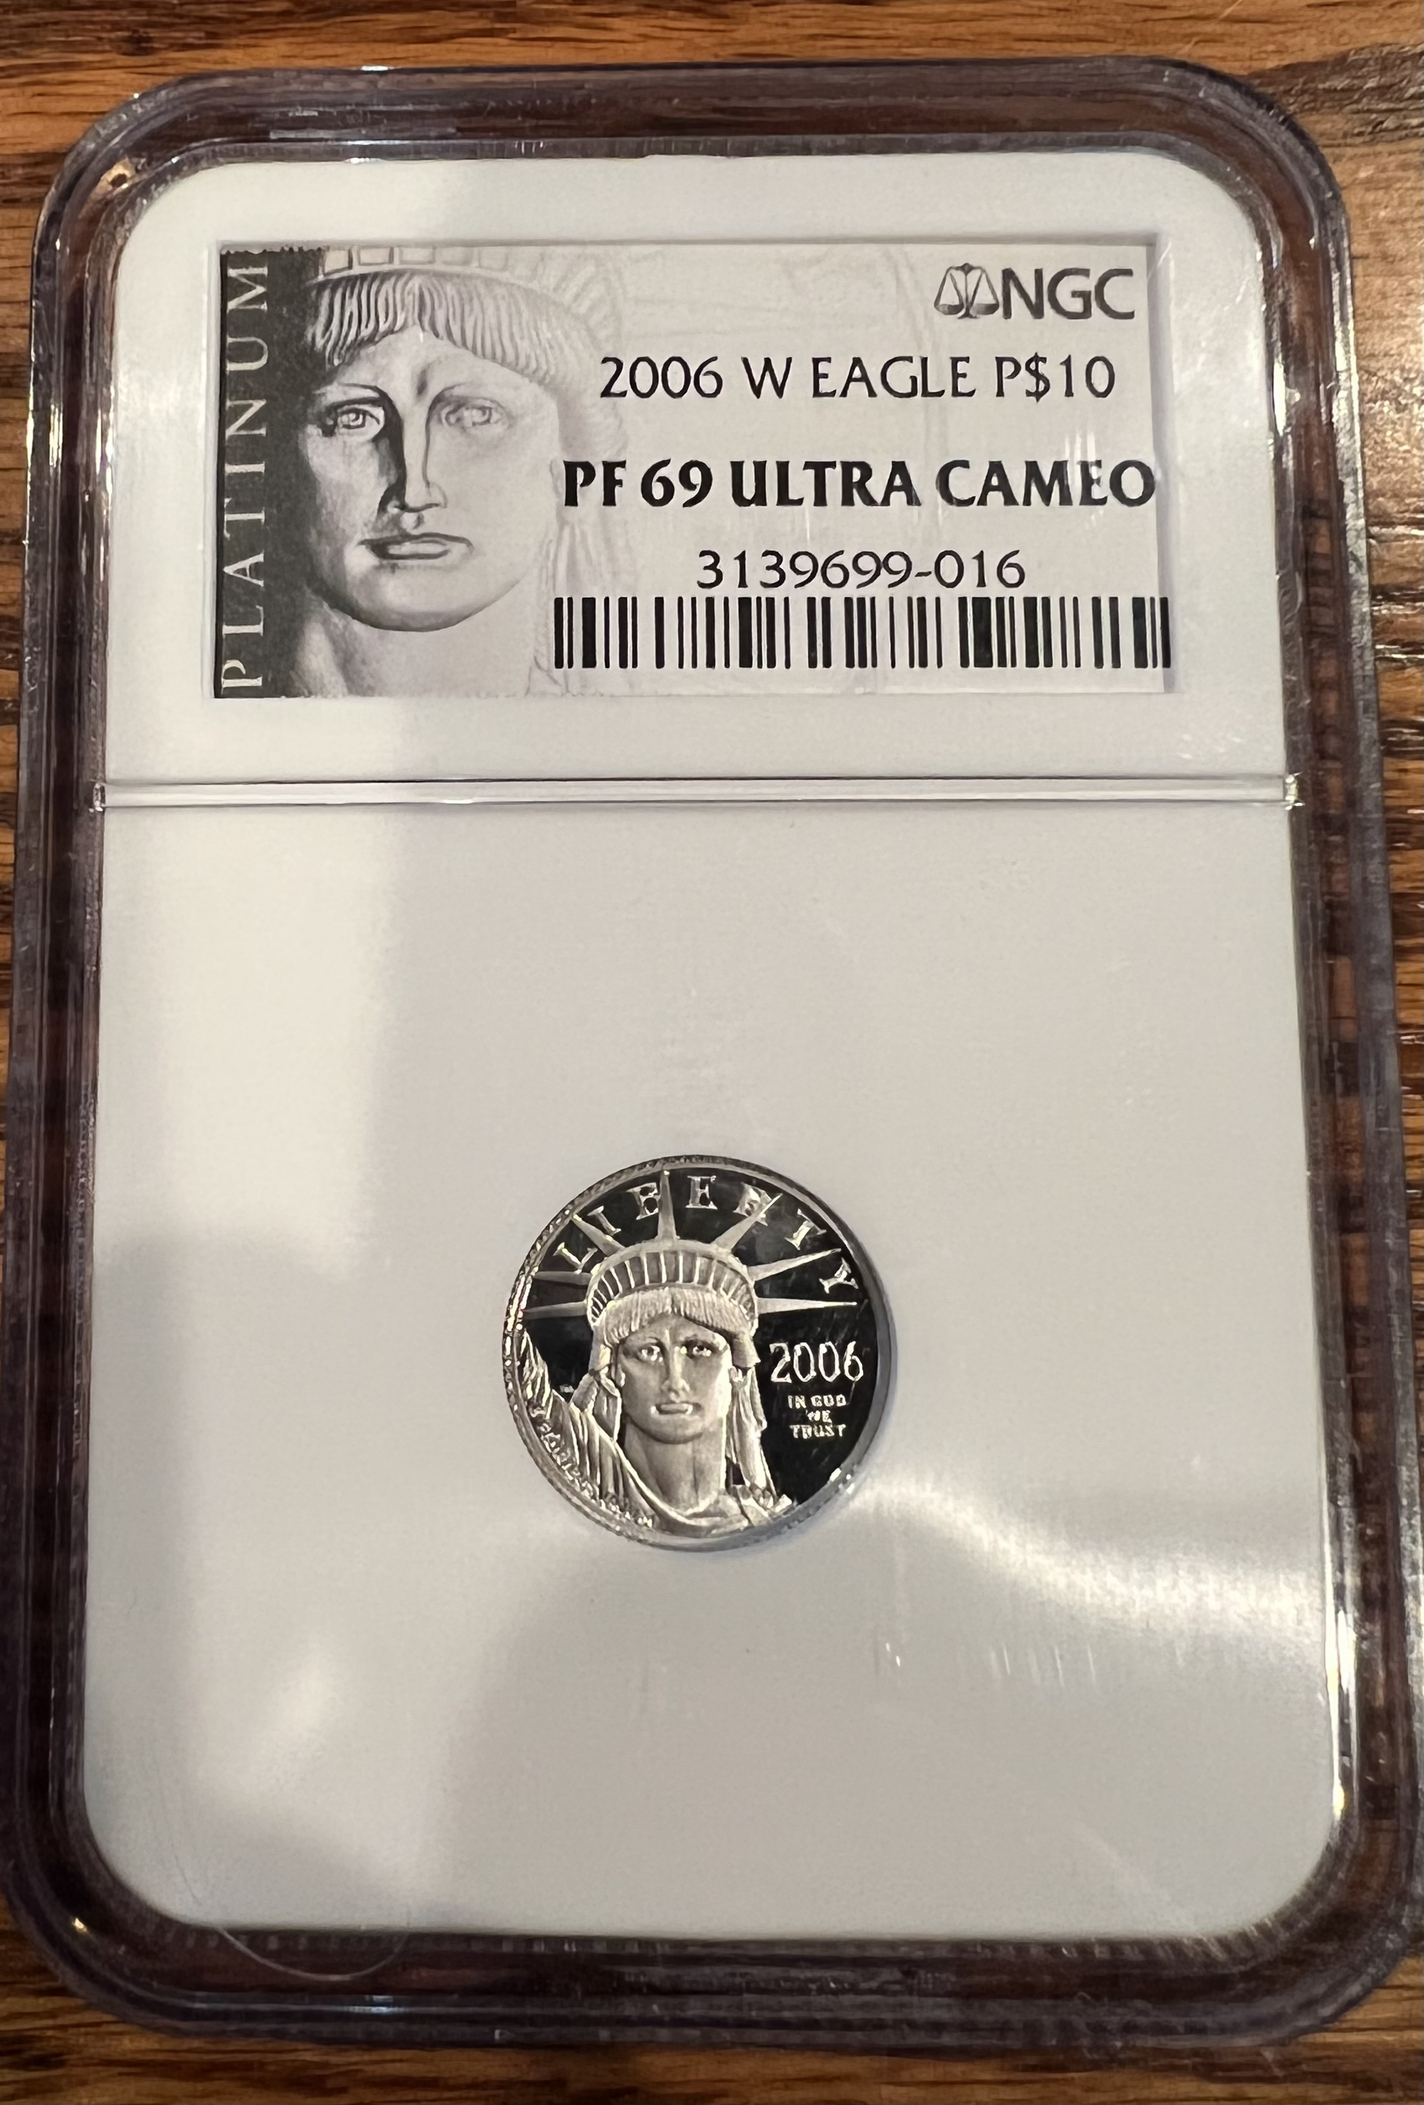 PLATINUM
NGC
2006 W EAGLE P$10
PF 69 ULTRA CAMEO
3139699-016
LIBERTY
2006
IN GOD
WE
TRUST